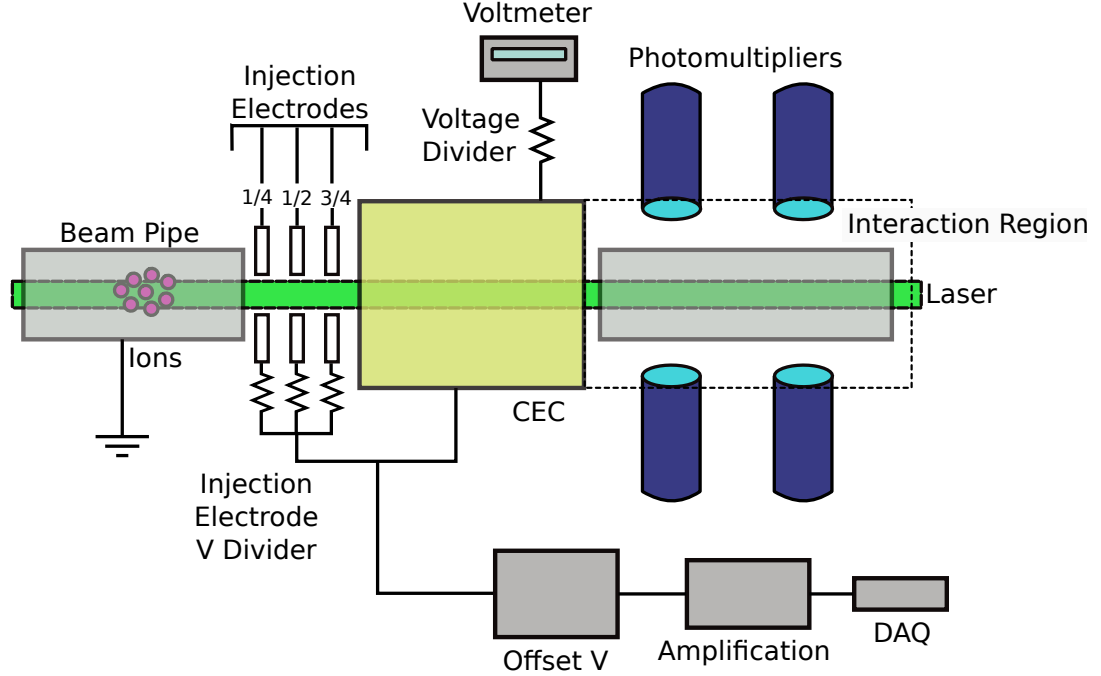 Voltmeter
Photomultipliers
Injection
Electrodes
Voltage
Divider
1/4 1/2 3/4
Beam Pipe
Interaction Region
Laser
Ions
CEC
Injection
Electrode
V Divider
Offset V
Amplification
DAQ